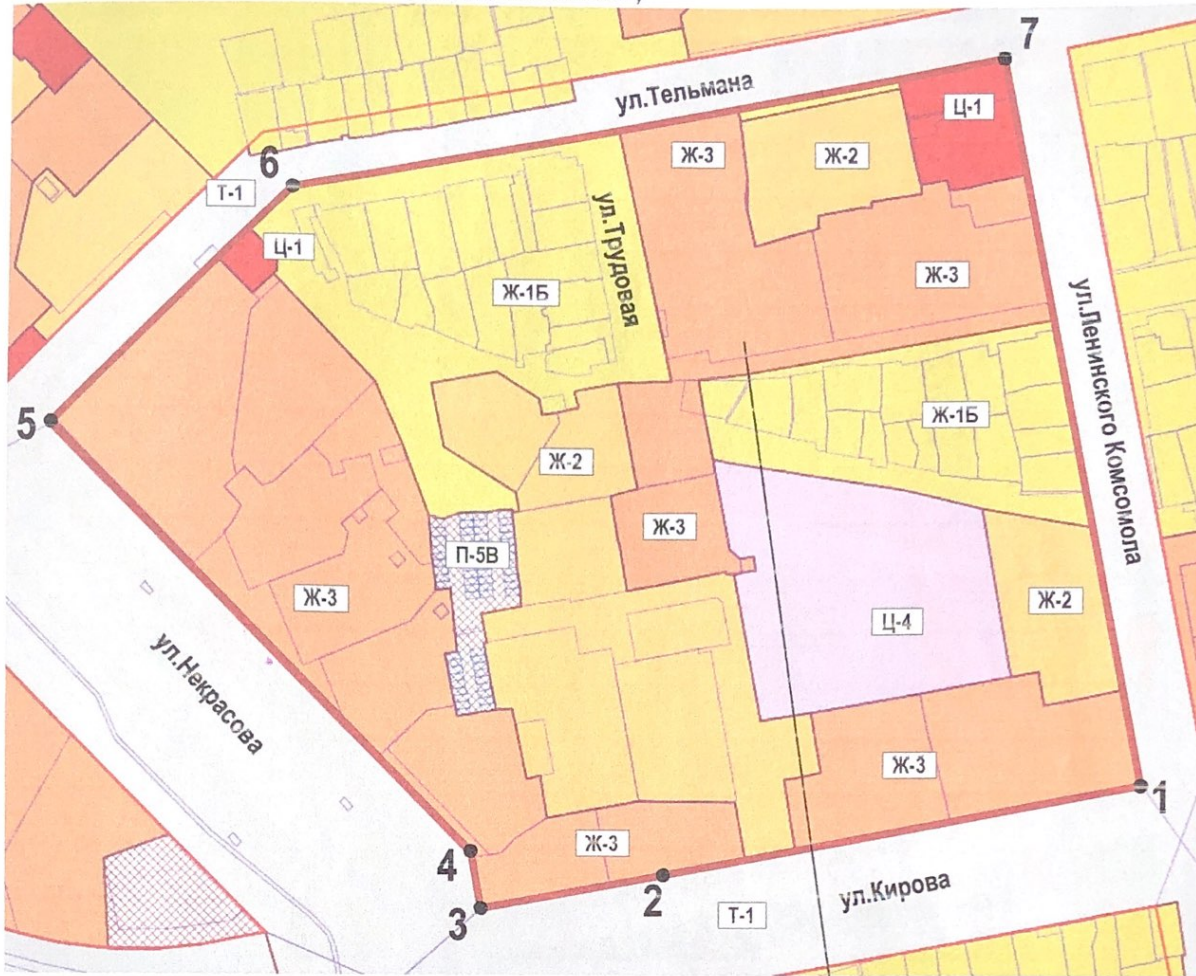 7
ул.Тельмана
Ц-1
Ж-3
Ж-2
6
Т-1
ул.Трудовая
Ц-1
Ж-3
Ж-1Б
ул.Ленинского Комсомола
5
Ж-1Б
Ж-2
Ж-3
П-5В
Ж-3
Ж-2
Ц-4
ул.Некрасова
Ж-3
1
Ж-3
4
2
ул.Кирова
3
Т-1